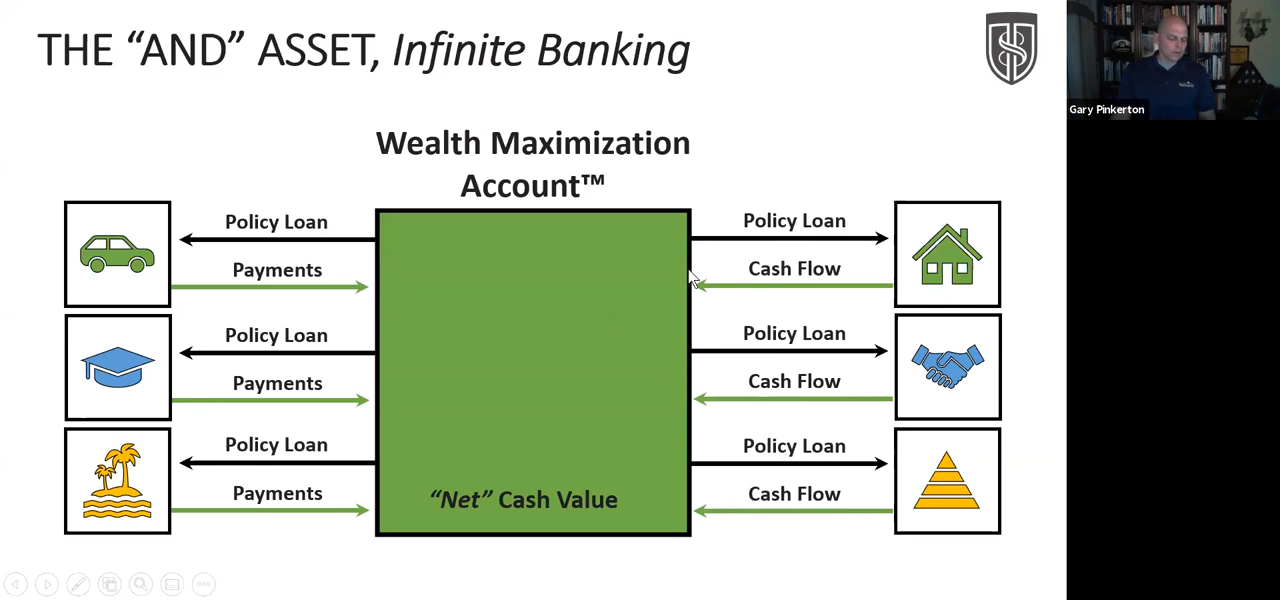 THE “AND” ASSET, Infinite Banking
Gary Pinkerton
Wealth Maximization
Account™
Policy Loan
Payments
Policy Loan
Payments
Policy Loan
Payments
“Net” Cash Value
Policy Loan
Cash Flow
Policy Loan
Cash Flow
Policy Loan
Cash Flow